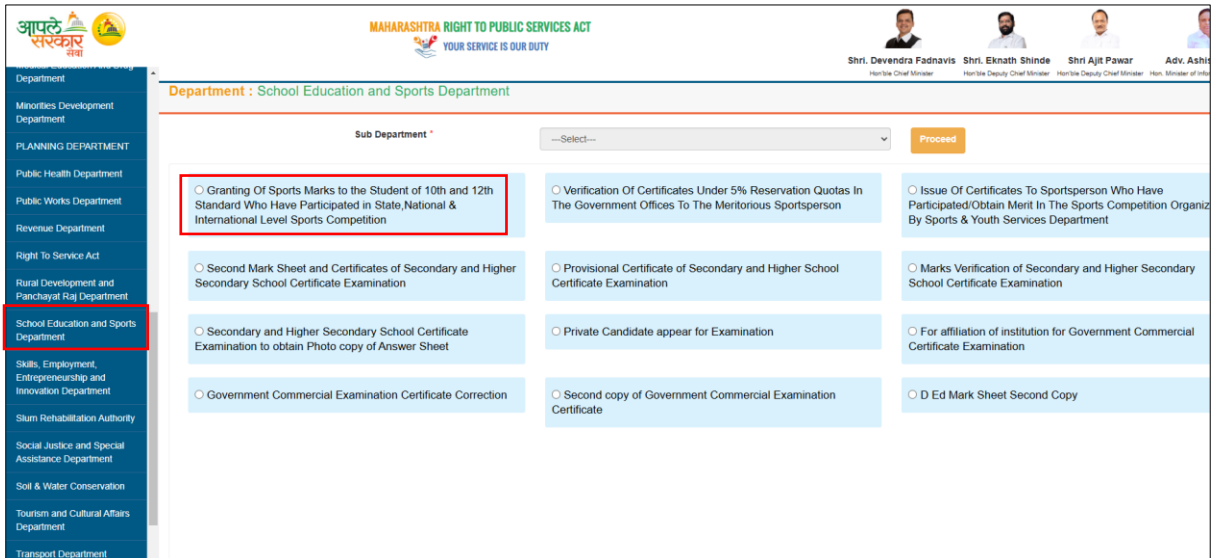 आपले
सरकार
सेवा
MAHARASHTRA RIGHT TO PUBLIC SERVICES ACT
YOUR SERVICE IS OUR DUTY
Shri. Devendra Fadnavis
Hon'ble Chief Minister
Shri. Eknath Shinde
Hon'ble Deputy Chief Minister
Shri Ajit Pawar
Hon'ble Deputy Chief Minister
Adv. Ashis
Hon. Minister of Infor
Department
Minorities Development
Department
PLANNING DEPARTMENT
Public Health Department
Public Works Department
Revenue Department
Right To Service Act
Rural Development and
Panchayat Raj Department
School Education and Sports
Department
Skills, Employment,
Entrepreneurship and
Innovation Department
Slum Rehabilitation Authority
Social Justice and Special
Assistance Department
Soil & Water Conservation
Tourism and Cultural Affairs
Department
Transport Department
Department : School Education and Sports Department
Sub Department *
---Select---
Proceed
Granting Of Sports Marks to the Student of 10th and 12th
Standard Who Have Participated in State,National &
International Level Sports Competition
Verification Of Certificates Under 5% Reservation Quotas In
The Government Offices To The Meritorious Sportsperson
Issue Of Certificates To Sportsperson Who Have
Participated/Obtain Merit In The Sports Competition Organiz
By Sports & Youth Services Department
Second Mark Sheet and Certificates of Secondary and Higher
Secondary School Certificate Examination
Provisional Certificate of Secondary and Higher School
Certificate Examination
Marks Verification of Secondary and Higher Secondary
School Certificate Examination
Secondary and Higher Secondary School Certificate
Examination to obtain Photo copy of Answer Sheet
Private Candidate appear for Examination
For affiliation of institution for Government Commercial
Certificate Examination
Government Commercial Examination Certificate Correction
Second copy of Government Commercial Examination
Certificate
D Ed Mark Sheet Second Copy